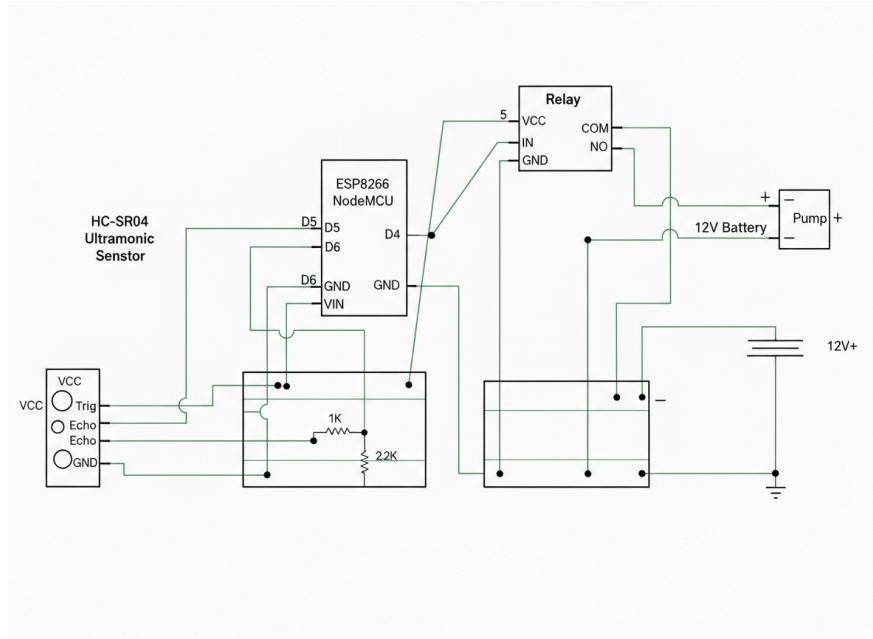 Relay
5
VCC
IN
GND
COM
NO
ESP8266
NodeMCU
D5
D5
D6
D4
D6
GND
GND
VIN
HC-SR04
Ultramonic
Senstor
+
−
Pump
+
12V Battery
−
12V+
−
VCC
VCC
Trig
Echo
Echo
GND
1K
2.2K